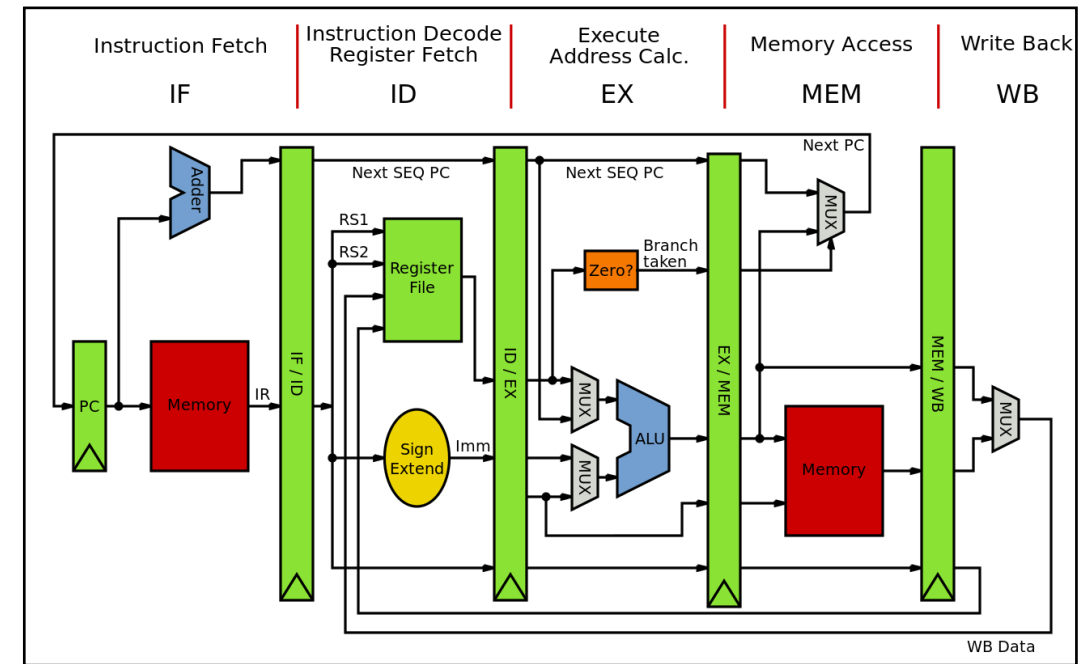 Instruction Fetch
IF
Instruction Decode
Register Fetch
ID
Execute
Address Calc.
EX
Memory Access
MEM
Write Back
WB
Next PC
Adder
Next SEQ PC
Next SEQ PC
MUX
RS1
RS2
Register
File
Zero?
Branch
taken
PC
Memory
IR
IF / ID
Sign
Extend
Imm
ID / EX
MUX
MUX
ALU
EX / MEM
Memory
MEM / WB
MUX
WB Data